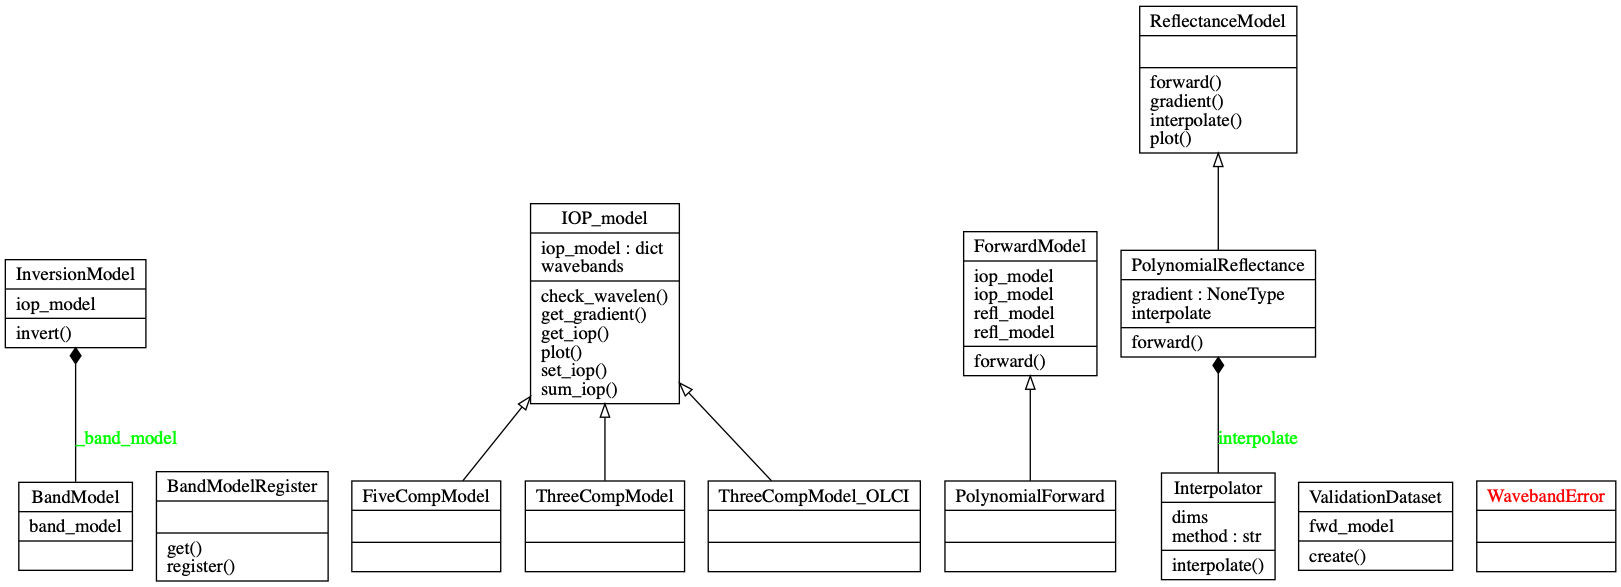 ReflectanceModel
forward()
gradient()
interpolate()
plot()
InversionModel
iop_model
invert()
_band_model
BandModel
band_model
BandModelRegister
get()
register()
IOP_model
iop_model : dict
wavebands
check_wavelen()
get_gradient()
get_iop()
plot()
set_iop()
sum_iop()
FiveCompModel
ThreeCompModel
ThreeCompModel_OLCI
ForwardModel
iop_model
iop_model
refl_model
refl_model
forward()
PolynomialForward
PolynomialReflectance
gradient : NoneType
interpolate
forward()
interpolate
Interpolator
dims
method : str
interpolate()
ValidationDataset
fwd_model
create()
WavebandError